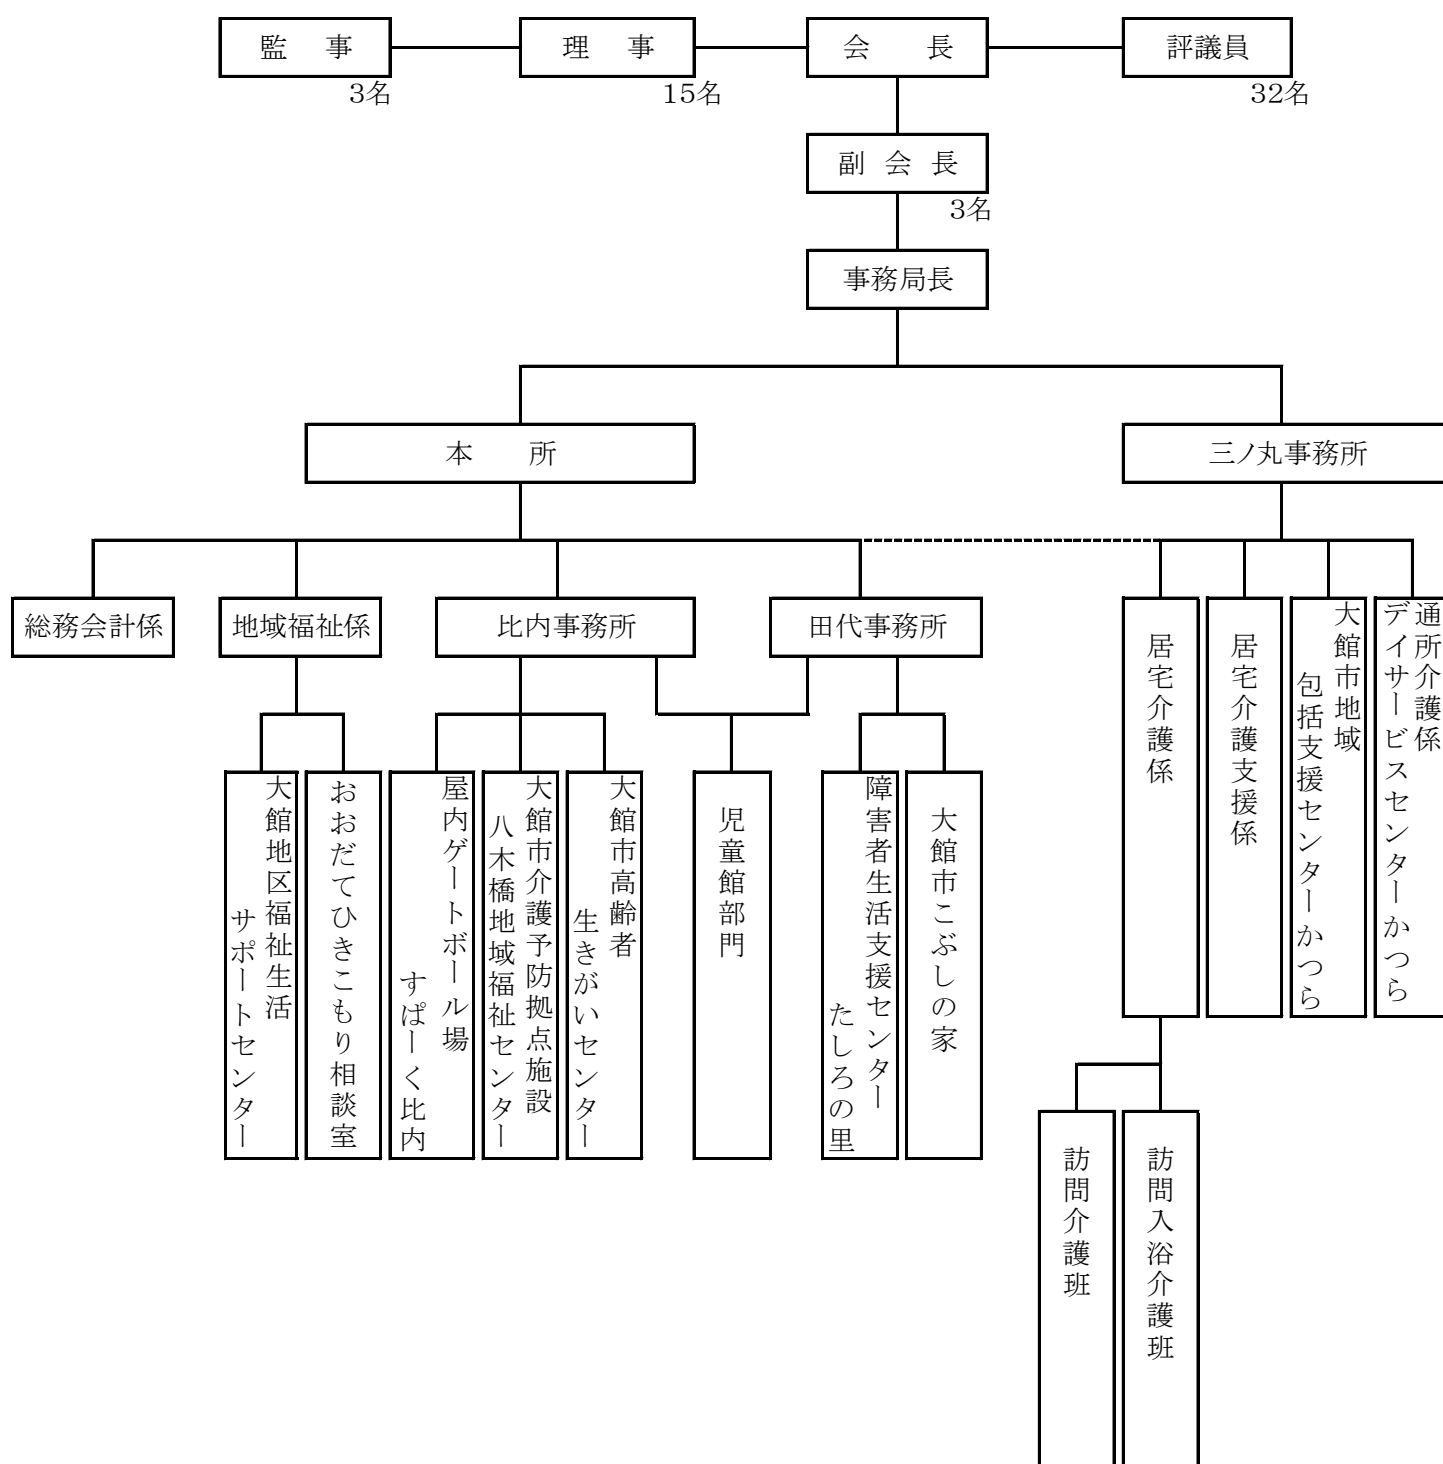 監　事
理　事
会　長
評議員
3名
15名
32名
副 会 長
3名
事務局長
本　所
三ノ丸事務所
総務会計係
地域福祉係
比内事務所
田代事務所
居宅介護係
居宅介護支援係
大館市地域
包括支援センターかつら
通所介護係
デイサービスセンターかつら
大館地区福祉生活
サポートセンター
おおだてひきこもり相談室
屋内ゲートボール場
すぱーく比内
大館市介護予防拠点施設
八木橋地域福祉センター
大館市高齢者
生きがいセンター
児童館部門
障害者生活支援センター
たしろの里
大館市こぶしの家
訪問介護班
訪問入浴介護班